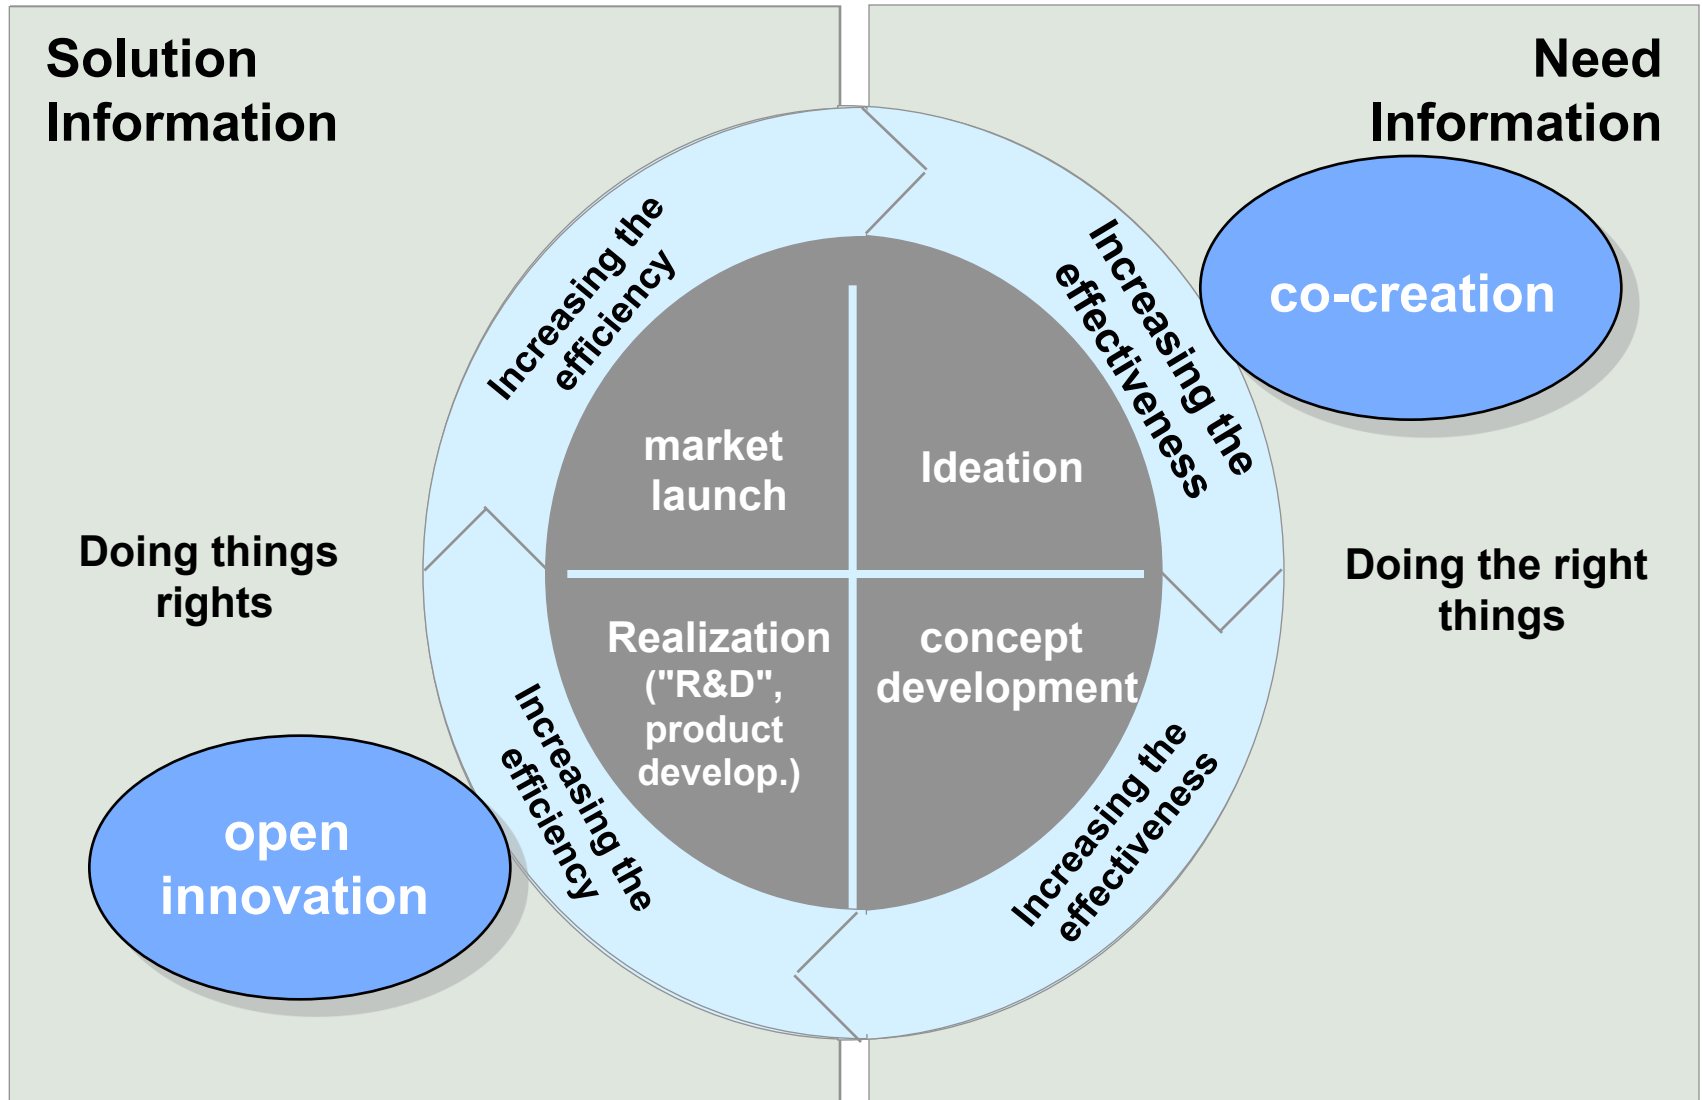 Solution
Information
Need
Information
Increasing the
efficiency
Increasing the
effectiveness
co-creation
market
launch
Ideation
Doing things
rights
Doing the right
things
Realization
("R&D",
product
develop.)
concept
development
Increasing the
efficiency
Increasing the
effectiveness
open
innovation